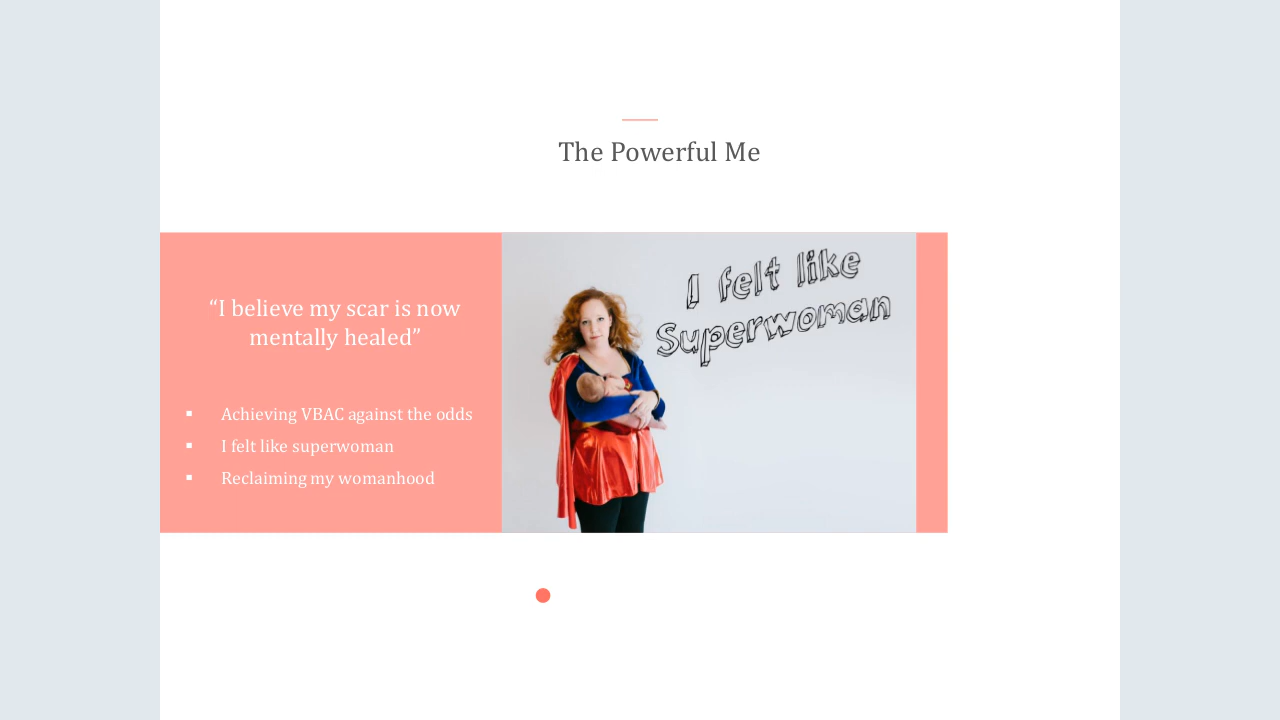 The Powerful Me
“I believe my scar is now
mentally healed”
▪ Achieving VBAC against the odds
▪ I felt like superwoman
▪ Reclaiming my womanhood
I felt like
Superwoman